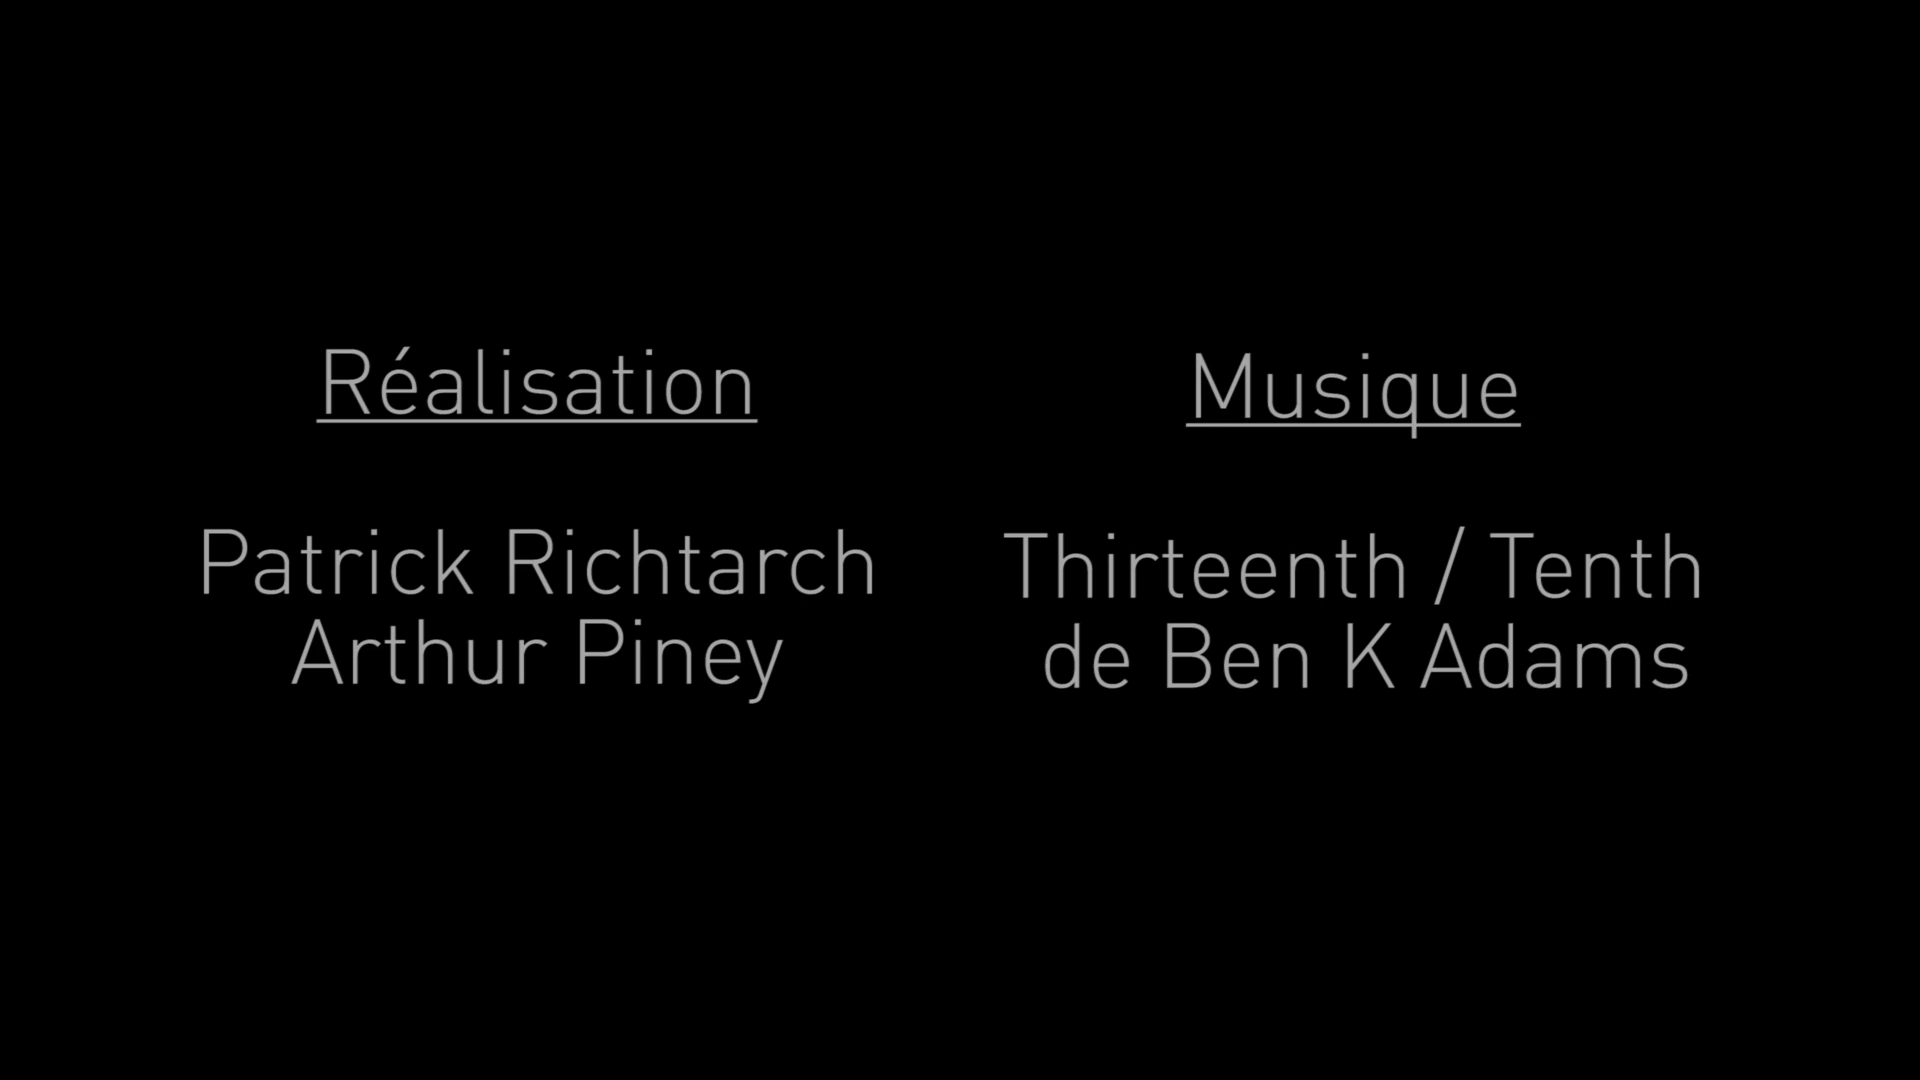 Réalisation
Patrick Richtarch
Arthur Piney
Musique
Thirteenth / Tenth
de Ben K Adams